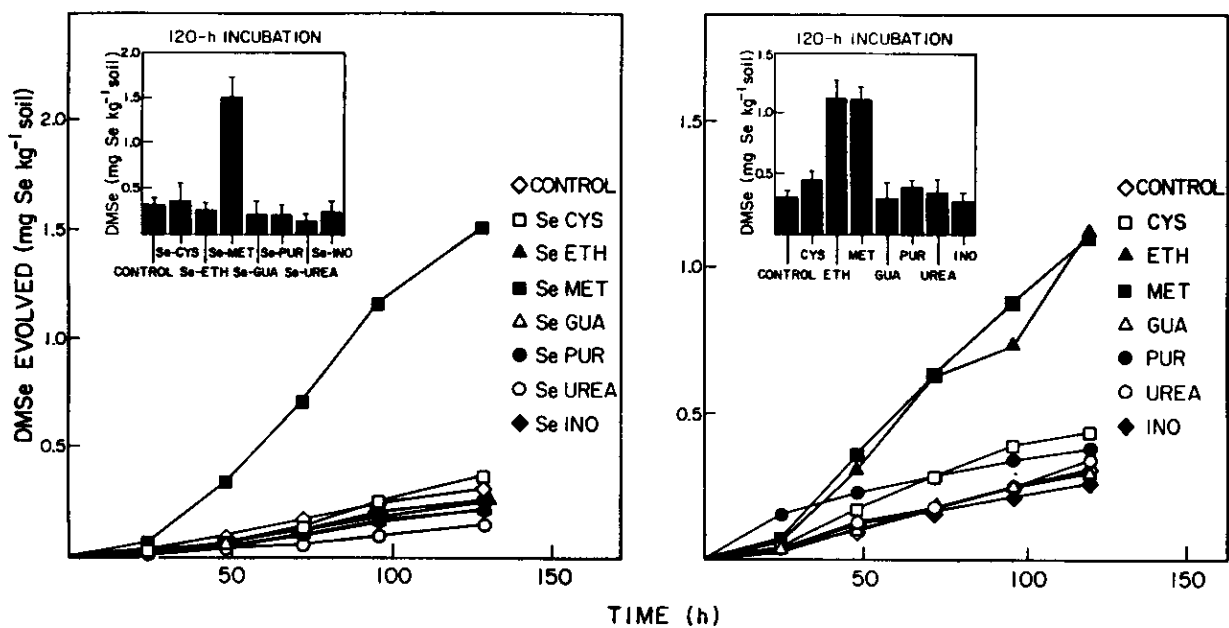 120-h INCUBATION
DMSe (mg Se kg⁻¹ soil)
2.0
1.5
1.0
0.5
Se-CYS Se-MET Se-PUR Se-INO
CONTROL Se-ETH Se-GUA Se-UREA
DMSe EVOLVED (mg Se kg⁻¹ soil)
2.0
1.5
1.0
0.5
50 100 150
CONTROL
Se CYS
Se ETH
Se MET
Se GUA
Se PUR
Se UREA
Se INO
120-h INCUBATION
DMSe (mg Se kg⁻¹ soil)
1.5
1.0
0.5
CYS MET PUR INO
CONTROL ETH GUA UREA
1.5
1.0
0.5
50 100 150
CONTROL
CYS
ETH
MET
GUA
PUR
UREA
INO
TIME (h)